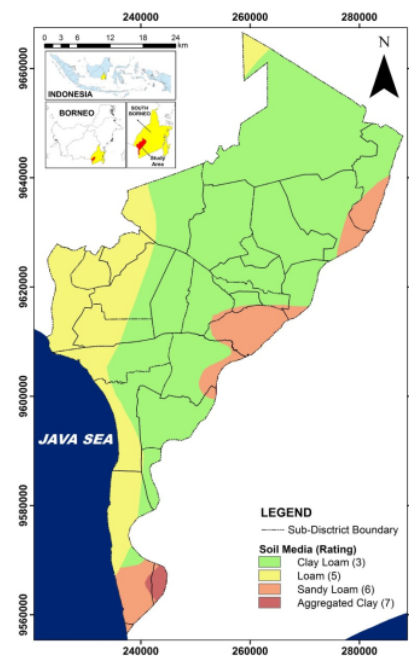 240000 260000 280000
0 3 6 12 18 24
km
INDONESIA
BORNEO
SOUTH
BORNEO
Study
Area
N
9660000
9640000
9620000
9600000
9580000
9560000
JAVA SEA
LEGEND
Sub-Disctrict Boundary
Soil Media (Rating)
Clay Loam (3)
Loam (5)
Sandy Loam (6)
Aggregated Clay (7)
240000 260000 280000